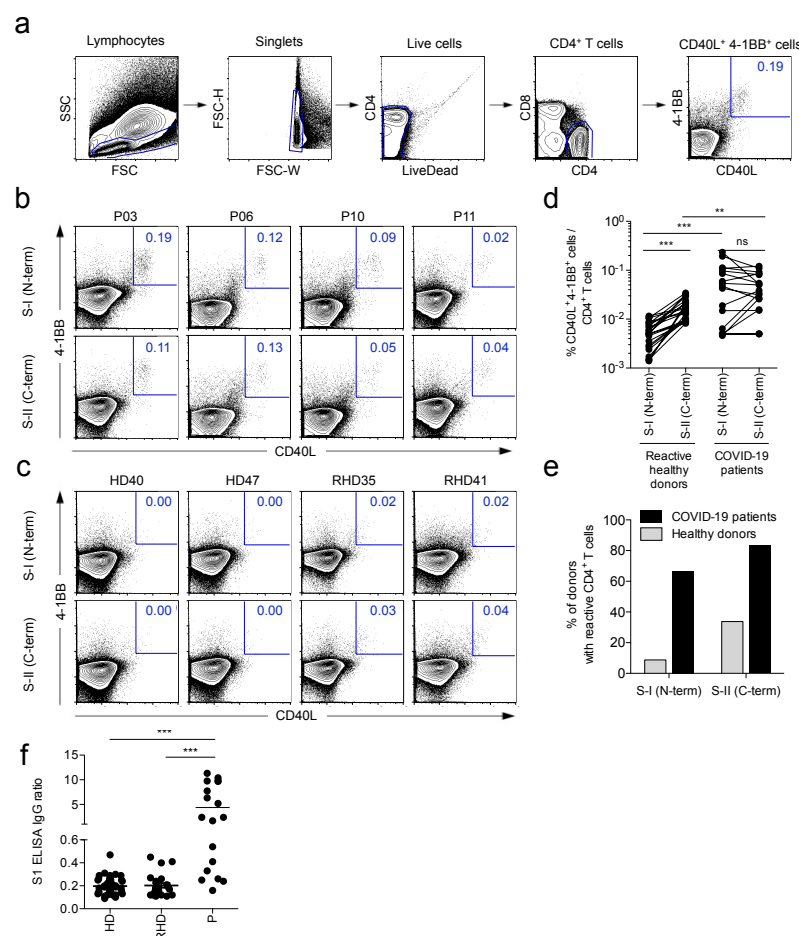 a
Lymphocytes
Singlets
Live cells
CD4⁺ T cells
CD40L⁺ 4-1BB⁺ cells
SSC
FSC
FSC-H
FSC-W
CD4
LiveDead
CD8
CD4
4-1BB
CD40L
0.19
b
P03
P06
P10
P11
S-I (N-term)
0.19
0.12
0.09
0.02
4-1BB
S-II (C-term)
0.11
0.13
0.05
0.04
CD40L
c
HD40
HD47
RHD35
RHD41
S-I (N-term)
0.00
0.00
0.02
0.02
4-1BB
S-II (C-term)
0.00
0.00
0.03
0.04
CD40L
d
% CD40L⁺4-1BB⁺ cells /
CD4⁺ T cells
**
***
***
ns
10⁰
10⁻¹
10⁻²
10⁻³
S-I (N-term)
S-II (C-term)
S-I (N-term)
S-II (C-term)
Reactive
healthy
donors
COVID-19
patients
e
COVID-19 patients
Healthy donors
% of donors
with reactive CD4⁺ T cells
100
80
60
40
20
0
S-I (N-term)
S-II (C-term)
f
***
***
S1 ELISA IgG ratio
15
10
5
0.6
0.4
0.2
0.0
HD
RHD
P